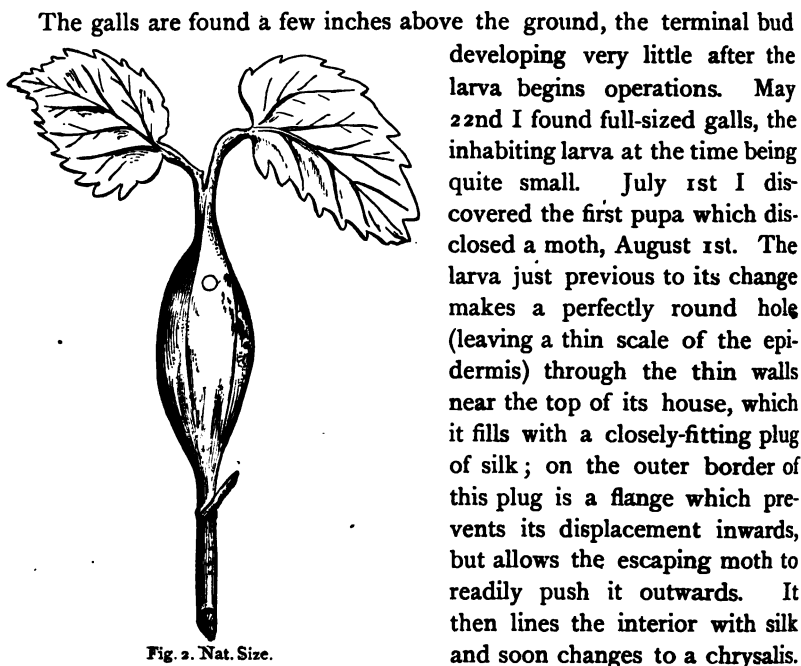 The galls are found a few inches above the ground, the terminal bud
developing very little after the
larva begins operations. May
22nd I found full-sized galls, the
inhabiting larva at the time being
quite small. July 1st I dis-
covered the first pupa which dis-
closed a moth, August 1st. The
larva just previous to its change
makes a perfectly round hole
(leaving a thin scale of the epi-
dermis) through the thin walls
near the top of its house, which
it fills with a closely-fitting plug
of silk; on the outer border of
this plug is a flange which pre-
vents its displacement inwards,
but allows the escaping moth to
readily push it outwards. It
then lines the interior with silk
and soon changes to a chrysalis.
Fig. 2. Nat. Size.